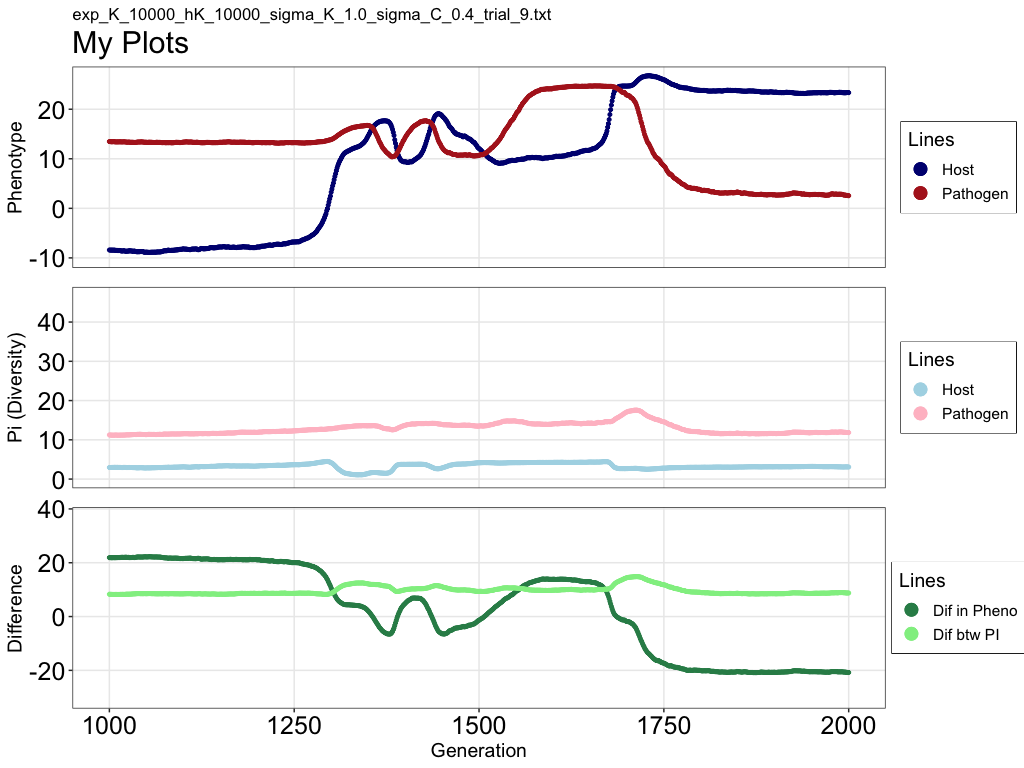 exp_K_10000_hK_10000_sigma_K_1.0_sigma_C_0.4_trial_9.txt
My Plots
Phenotype
20
10
0
-10
Lines
Host
Pathogen
Pi (Diversity)
40
30
20
10
0
Lines
Host
Pathogen
Difference
40
20
0
-20
Lines
Dif in Pheno
Dif btw PI
1000 1250 1500 1750 2000
Generation